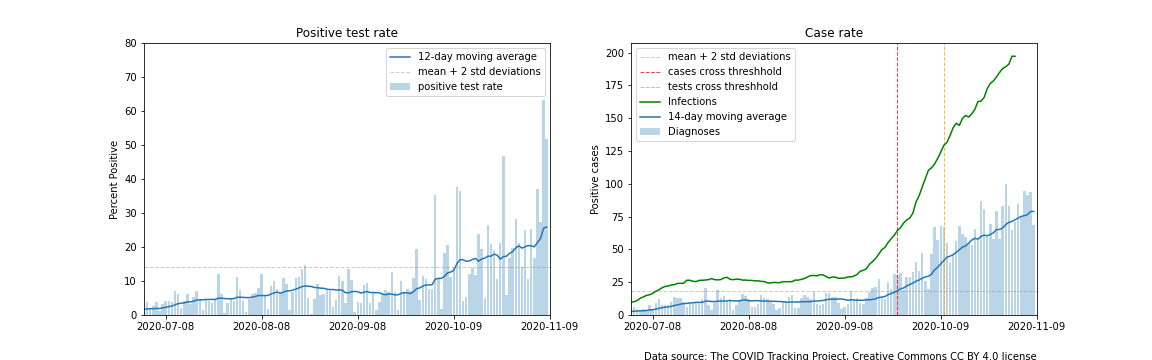 Positive test rate
80
70
60
50
40
30
20
10
0
Percent Positive
12-day moving average
mean + 2 std deviations
positive test rate
2020-07-08
2020-08-08
2020-09-08
2020-10-09
2020-11-09
Case rate
200
175
150
125
100
75
50
25
0
Positive cases
mean + 2 std deviations
cases cross threshhold
tests cross threshhold
Infections
14-day moving average
Diagnoses
2020-07-08
2020-08-08
2020-09-08
2020-10-09
2020-11-09
Data source: The COVID Tracking Project, Creative Commons CC BY 4.0 license